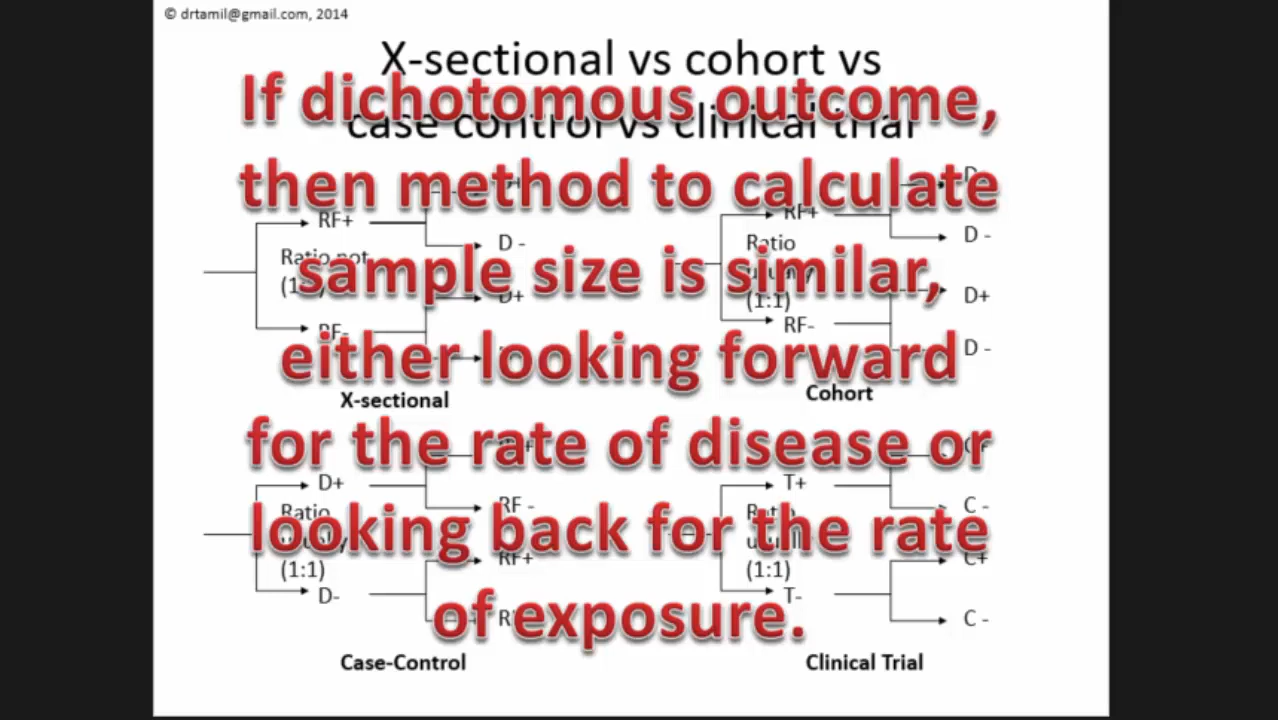 © drtamil@gmail.com, 2014
X-sectional vs cohort vs
case control vs clinical trial
If dichotomous outcome,
then method to calculate
sample size is similar,
either looking forward
for the rate of disease or
looking back for the rate
of exposure.
RF+
Ratio not
RF-
D -
D+
X-sectional
RF+
Ratio
usually
(1:1)
RF-
D -
D+
D -
Cohort
D+
Ratio
usually
(1:1)
D-
RF -
RF+
Case-Control
T+
Ratio
usually
(1:1)
T-
C+
C -
C+
C -
Clinical Trial